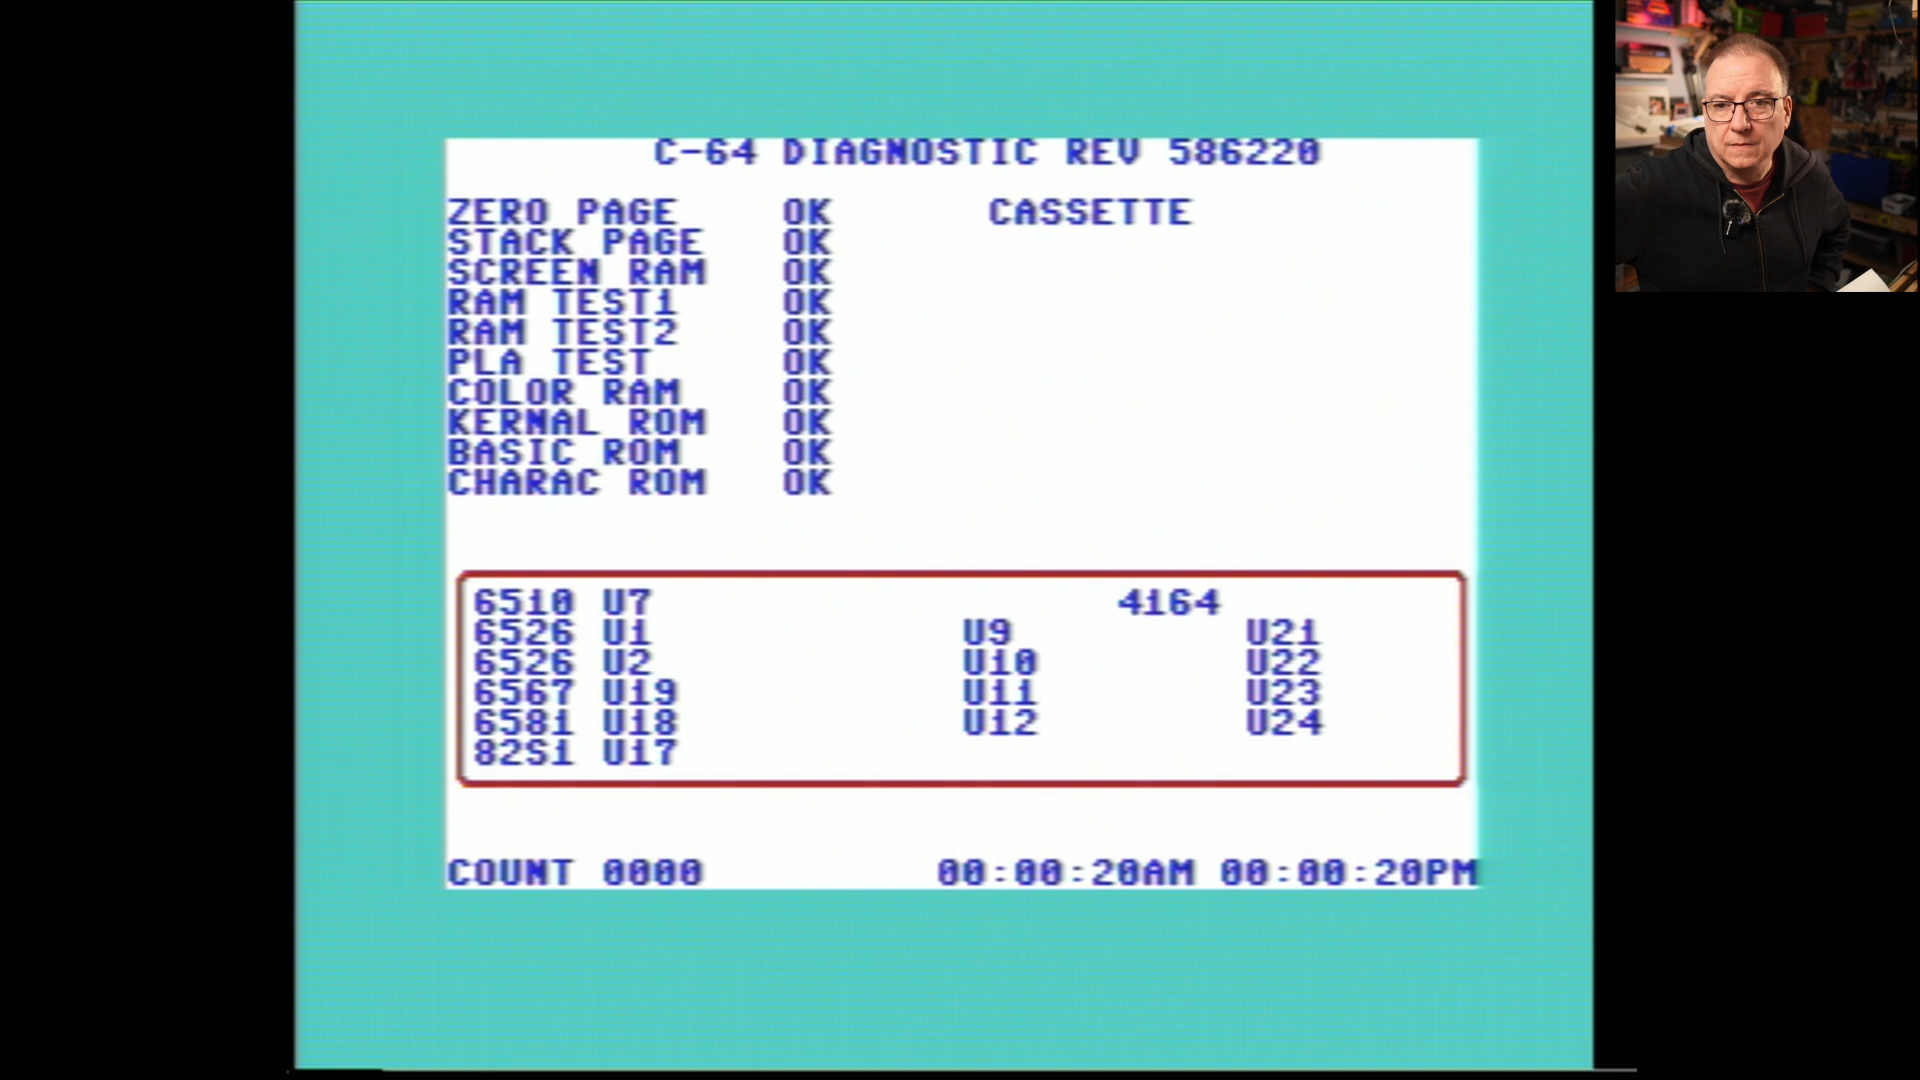 C-64 DIAGNOSTIC REV 586220
ZERO PAGE OK CASSETTE
STACK PAGE OK
SCREEN RAM OK
RAM TEST1 OK
RAM TEST2 OK
PLA TEST OK
COLOR RAM OK
KERNAL ROM OK
BASIC ROM OK
CHARAC ROM OK
6510 U7 4164
6526 U1 U9 U21
6526 U2 U10 U22
6567 U19 U11 U23
6581 U18 U12 U24
82S1 U17
COUNT 0000 00:00:20AM 00:00:20PM